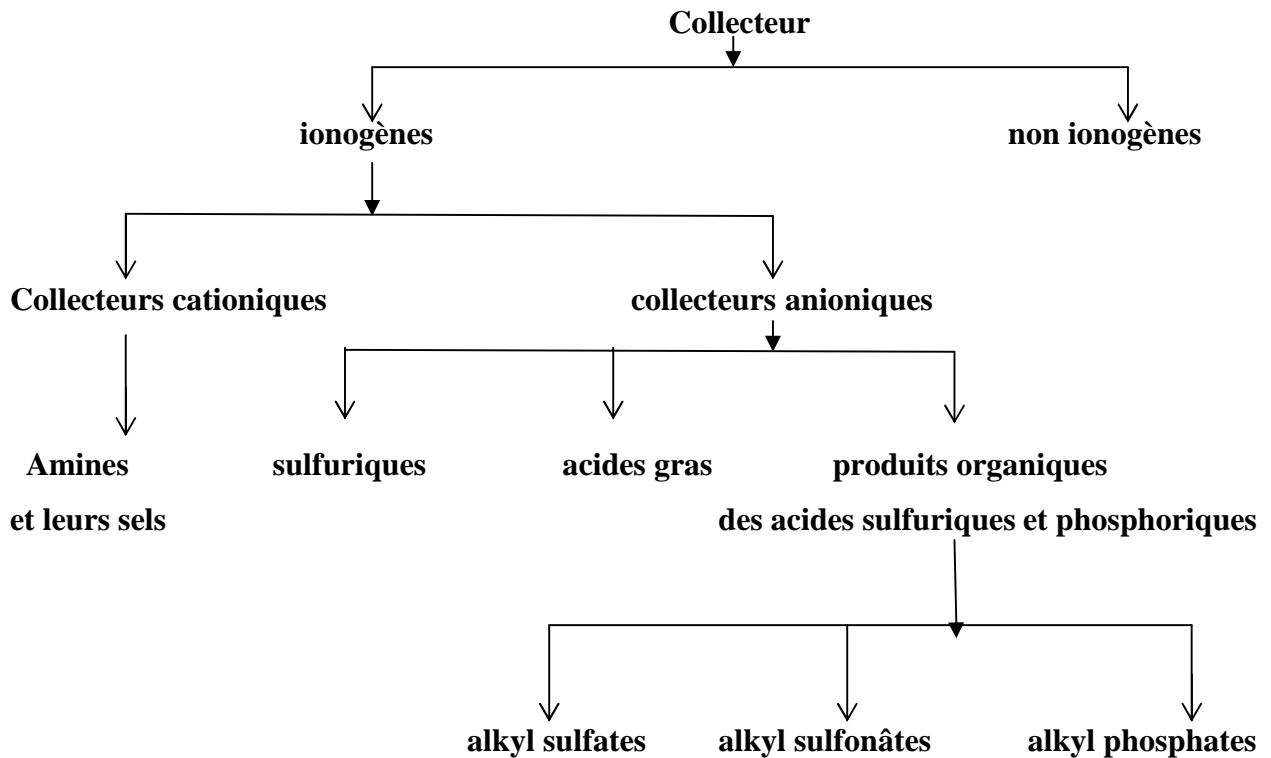 Collecteur
ionogènes non ionogènes
Collecteurs cationiques collecteurs anioniques
Amines sulfuriques acides gras produits organiques
et leurs sels des acides sulfuriques et phosphoriques
alkyl sulfates alkyl sulfonâtes alkyl phosphates